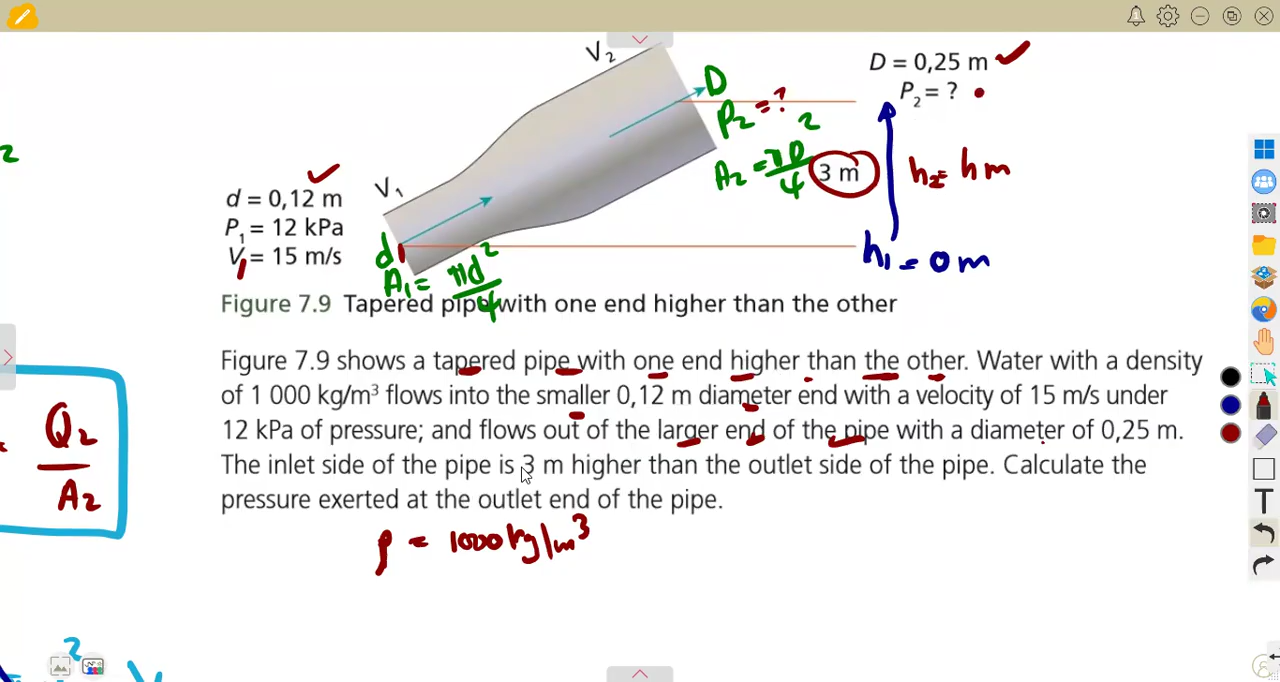 V₂
D = 0,25 m
P₂ = ?
D
P₂ = ?
A₂ = πD²/4
3 m
h₂ = hm
d = 0,12 m
P₁ = 12 kPa
V₁ = 15 m/s
V₁
d
A₁ = πd²/4
h₁ = 0 m
2
Figure 7.9 Tapered pipe with one end higher than the other
Figure 7.9 shows a tapered pipe with one end higher than the other. Water with a density
of 1 000 kg/m³ flows into the smaller 0,12 m diameter end with a velocity of 15 m/s under
12 kPa of pressure; and flows out of the larger end of the pipe with a diameter of 0,25 m.
The inlet side of the pipe is 3 m higher than the outlet side of the pipe. Calculate the
pressure exerted at the outlet end of the pipe.
Q₂
A₂
ρ = 1000 kg/m³
2
T